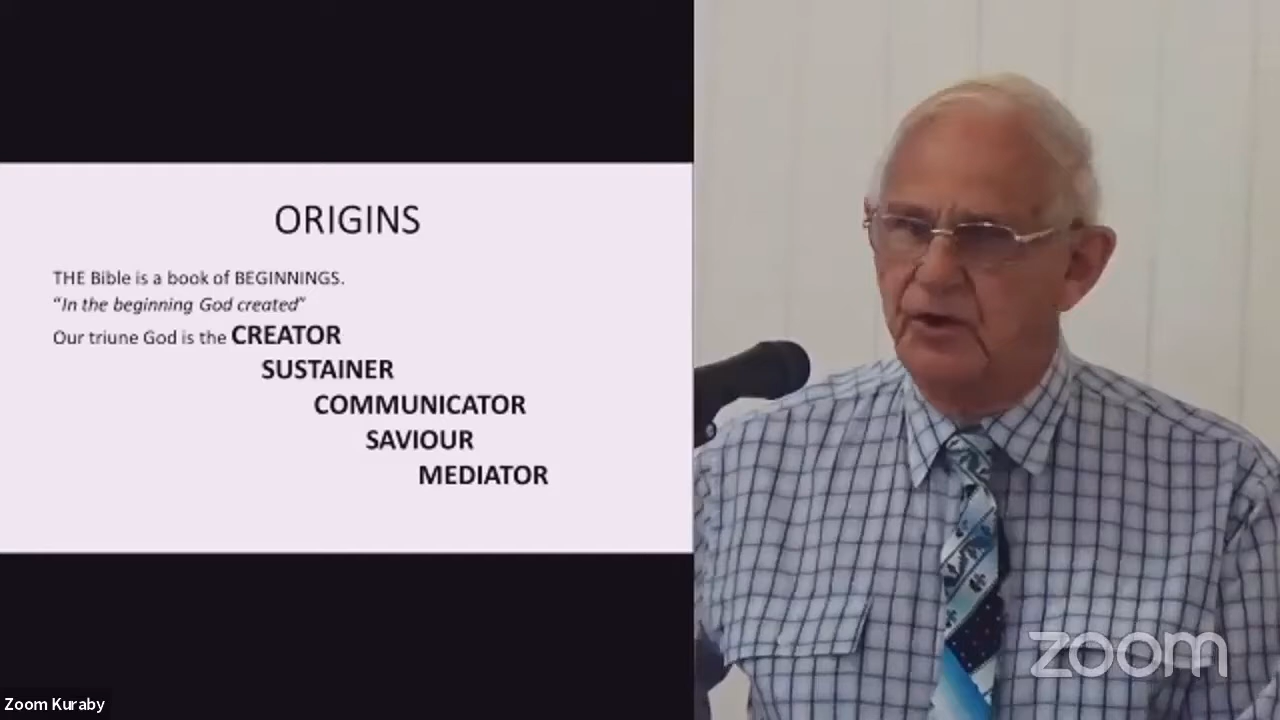 ORIGINS
THE Bible is a book of BEGINNINGS.
“In the beginning God created”
Our triune God is the CREATOR
SUSTAINER
COMMUNICATOR
SAVIOUR
MEDIATOR
zoom
Zoom Kuraby